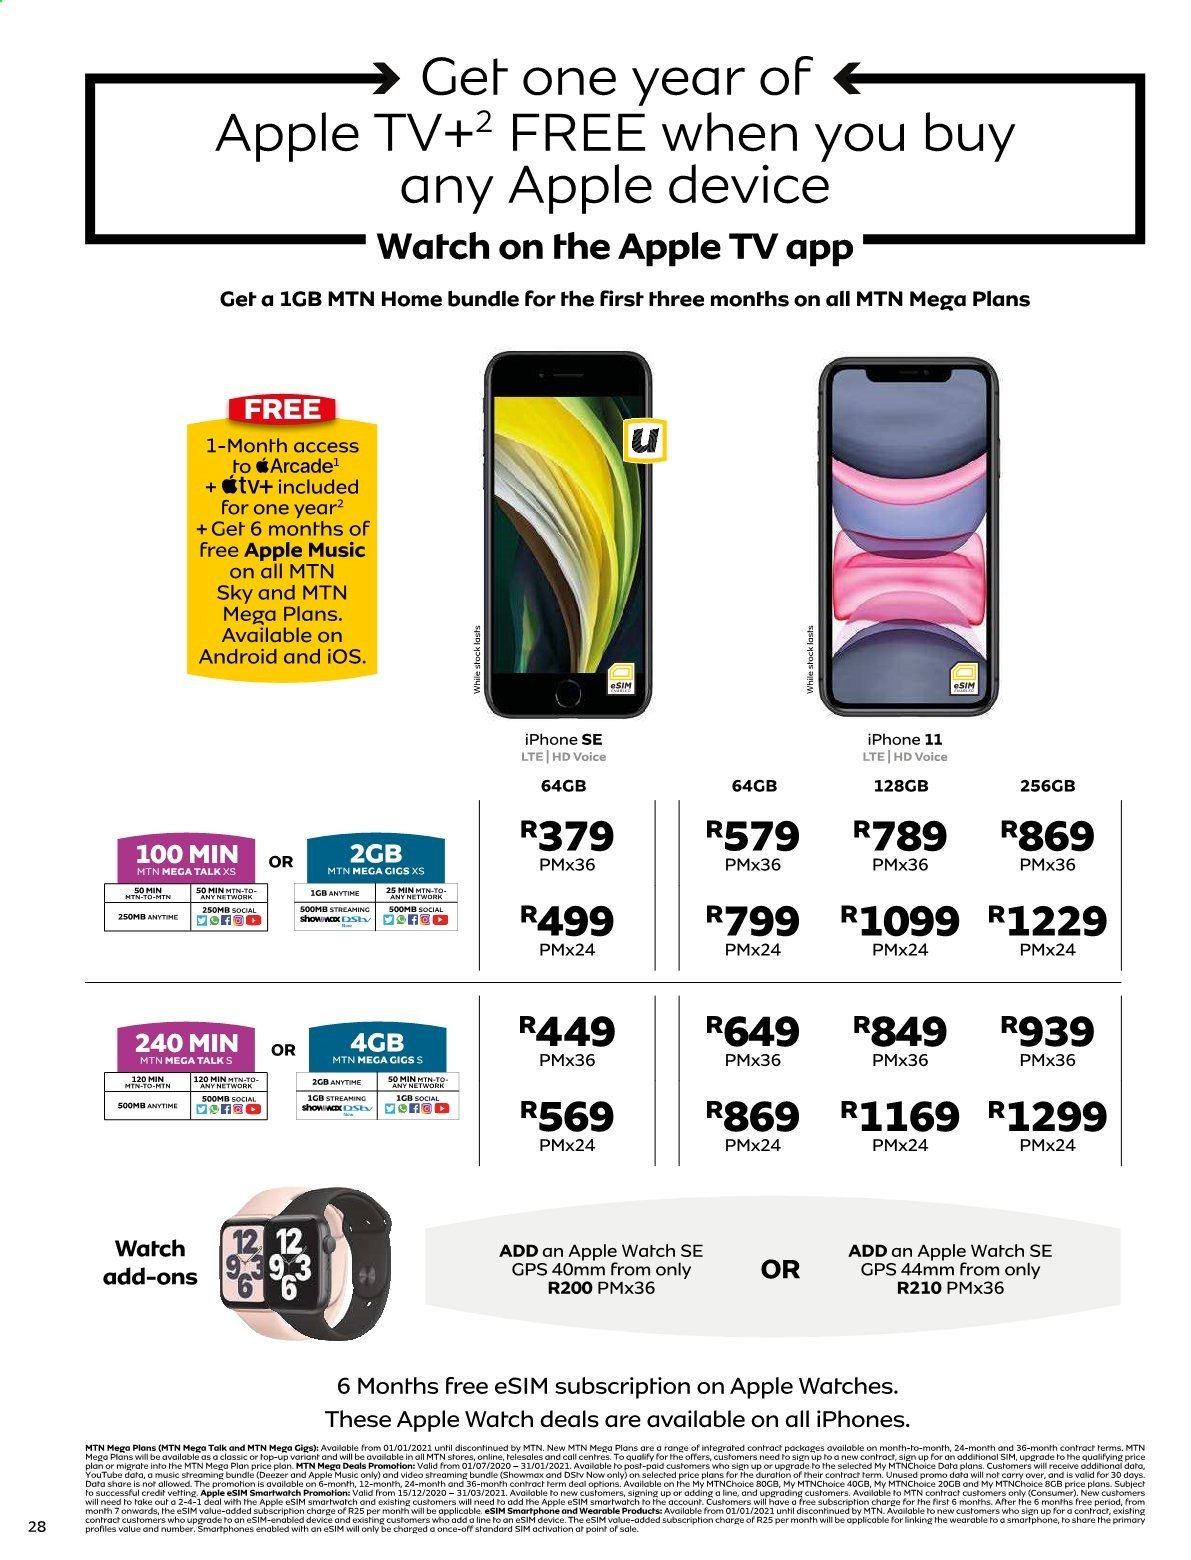 Get one year of
Apple TV+² FREE when you buy
any Apple device
Watch on the Apple TV app
Get a 1GB MTN Home bundle for the first three months on all MTN Mega Plans
FREE
1-Month access
to Arcade¹
+ tv+ included
for one year²
+ Get 6 months of
free Apple Music
on all MTN
Sky and MTN
Mega Plans.
Available on
Android and iOS.
While stock lasts
u
eSIM
ENABLED
While stock lasts
eSIM
ENABLED
iPhone SE
LTE | HD Voice
iPhone 11
LTE | HD Voice
64GB
64GB 128GB 256GB
100 MIN
MTN MEGA TALK XS
50 MIN
MTN-TO-MTN
50 MIN MTN-TO-
ANY NETWORK
250MB ANYTIME
250MB SOCIAL
OR
2GB
MTN MEGA GIGS XS
1GB ANYTIME
25 MIN MTN-TO-
ANY NETWORK
500MB STREAMING
showmax DStv
Now
500MB SOCIAL
R379
PMx36
R579
PMx36
R789
PMx36
R869
PMx36
R499
PMx24
R799
PMx24
R1099
PMx24
R1229
PMx24
240 MIN
MTN MEGA TALK S
120 MIN
MTN-TO-MTN
120 MIN MTN-TO-
ANY NETWORK
500MB ANYTIME
500MB SOCIAL
OR
4GB
MTN MEGA GIGS S
2GB ANYTIME
50 MIN MTN-TO-
ANY NETWORK
1GB STREAMING
showmax DStv
Now
1GB SOCIAL
R449
PMx36
R649
PMx36
R849
PMx36
R939
PMx36
R569
PMx24
R869
PMx24
R1169
PMx24
R1299
PMx24
Watch
add-ons
12
9 3
6
12
9 3
6
ADD an Apple Watch SE
GPS 40mm from only
R200 PMx36
OR
ADD an Apple Watch SE
GPS 44mm from only
R210 PMx36
6 Months free eSIM subscription on Apple Watches.
These Apple Watch deals are available on all iPhones.
MTN Mega Plans (MTN Mega Talk and MTN Mega Gigs): Available from 01/01/2021 until discontinued by MTN. New MTN Mega Plans are a range of integrated contract packages available on month-to-month, 24-month and 36-month contract terms. MTN
Mega Plans will be available as a classic or top-up variant and will be available in all MTN stores, online, telesales and call centres. To qualify for the offers, customers need to sign up to a new contract, sign up for an additional SIM, upgrade to the qualifying price
plan or migrate into the MTN Mega Plan price plan. MTN Mega Deals Promotion: Valid from 01/07/2020 – 31/01/2021. Available to post-paid customers who sign up or upgrade to the selected My MTNChoice Data plans. Customers will receive additional data,
YouTube data, a music streaming bundle (Deezer and Apple Music only) and video streaming bundle (Showmax and DStv Now only) on selected price plans for the duration of their contract term. Unused promo data will not carry over, and is valid for 30 days.
Data share is not allowed. The promotion is available on 6-month, 12-month, 24-month and 36-month contract term deal options. Available on the My MTNChoice 80GB, My MTNChoice 40GB, My MTNChoice 20GB and My MTNChoice 8GB price plans. Subject
to successful credit vetting. Apple eSIM Smartwatch Promotion: Valid from 15/12/2020 – 31/03/2021. Available to new customers, signing up or adding a line, and upgrading customers. Available to MTN contract customers only (Consumer). New customers
will need to take out a 2-4-1 deal with the Apple eSIM smartwatch and existing customers will need to add the Apple eSIM smartwatch to the account. Customers will have a free subscription charge for the first 6 months. After the 6 months free period, from
month 7 onwards, the eSIM value-added subscription charge of R25 per month will be applicable. eSIM Smartphone and Wearable Products: Available from 01/01/2021 until discontinued by MTN. Available to new customers who sign up for a contract, existing
contract customers who upgrade to an eSIM-enabled device and existing customers who add a line to an eSIM device. The eSIM value-added subscription charge of R25 per month will be applicable for linking the wearable to a smartphone, to share the primary
profiles value and number. Smartphones enabled with an eSIM will only be charged a once-off standard SIM activation at point of sale.
28